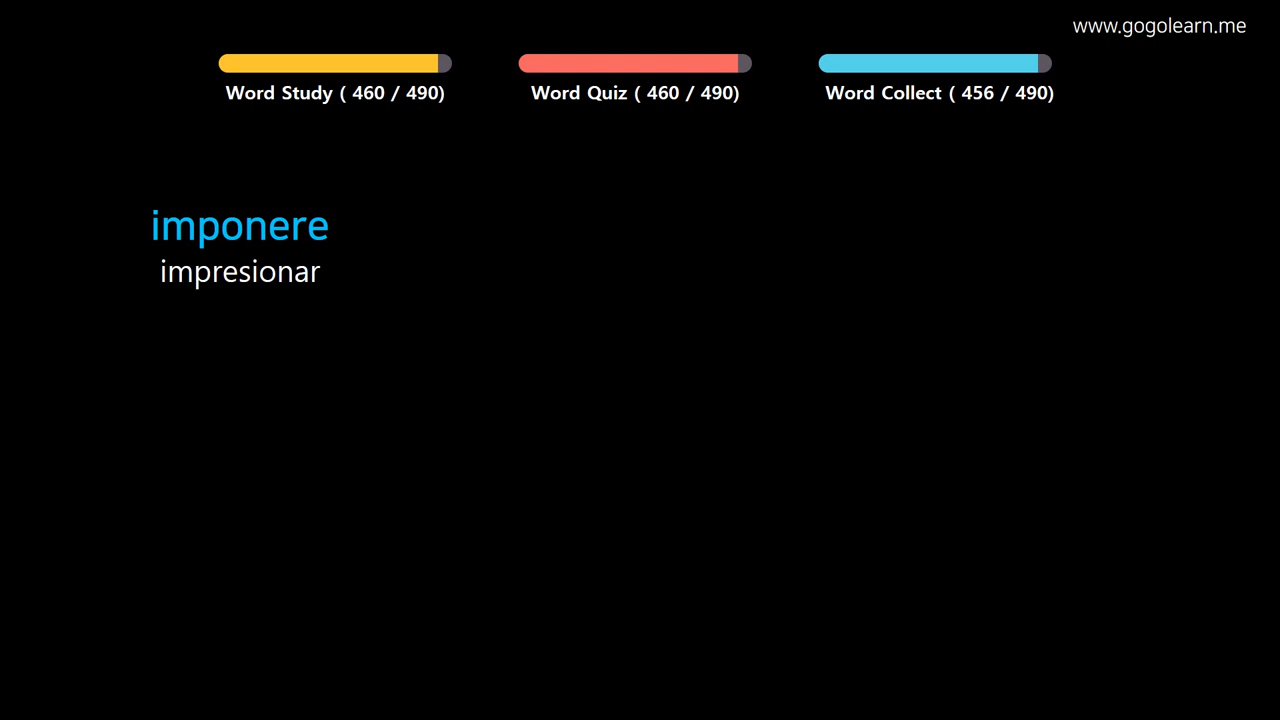 www.gogolearn.me
Word Study ( 460 / 490)
Word Quiz ( 460 / 490)
Word Collect ( 456 / 490)
imponere
impresionar